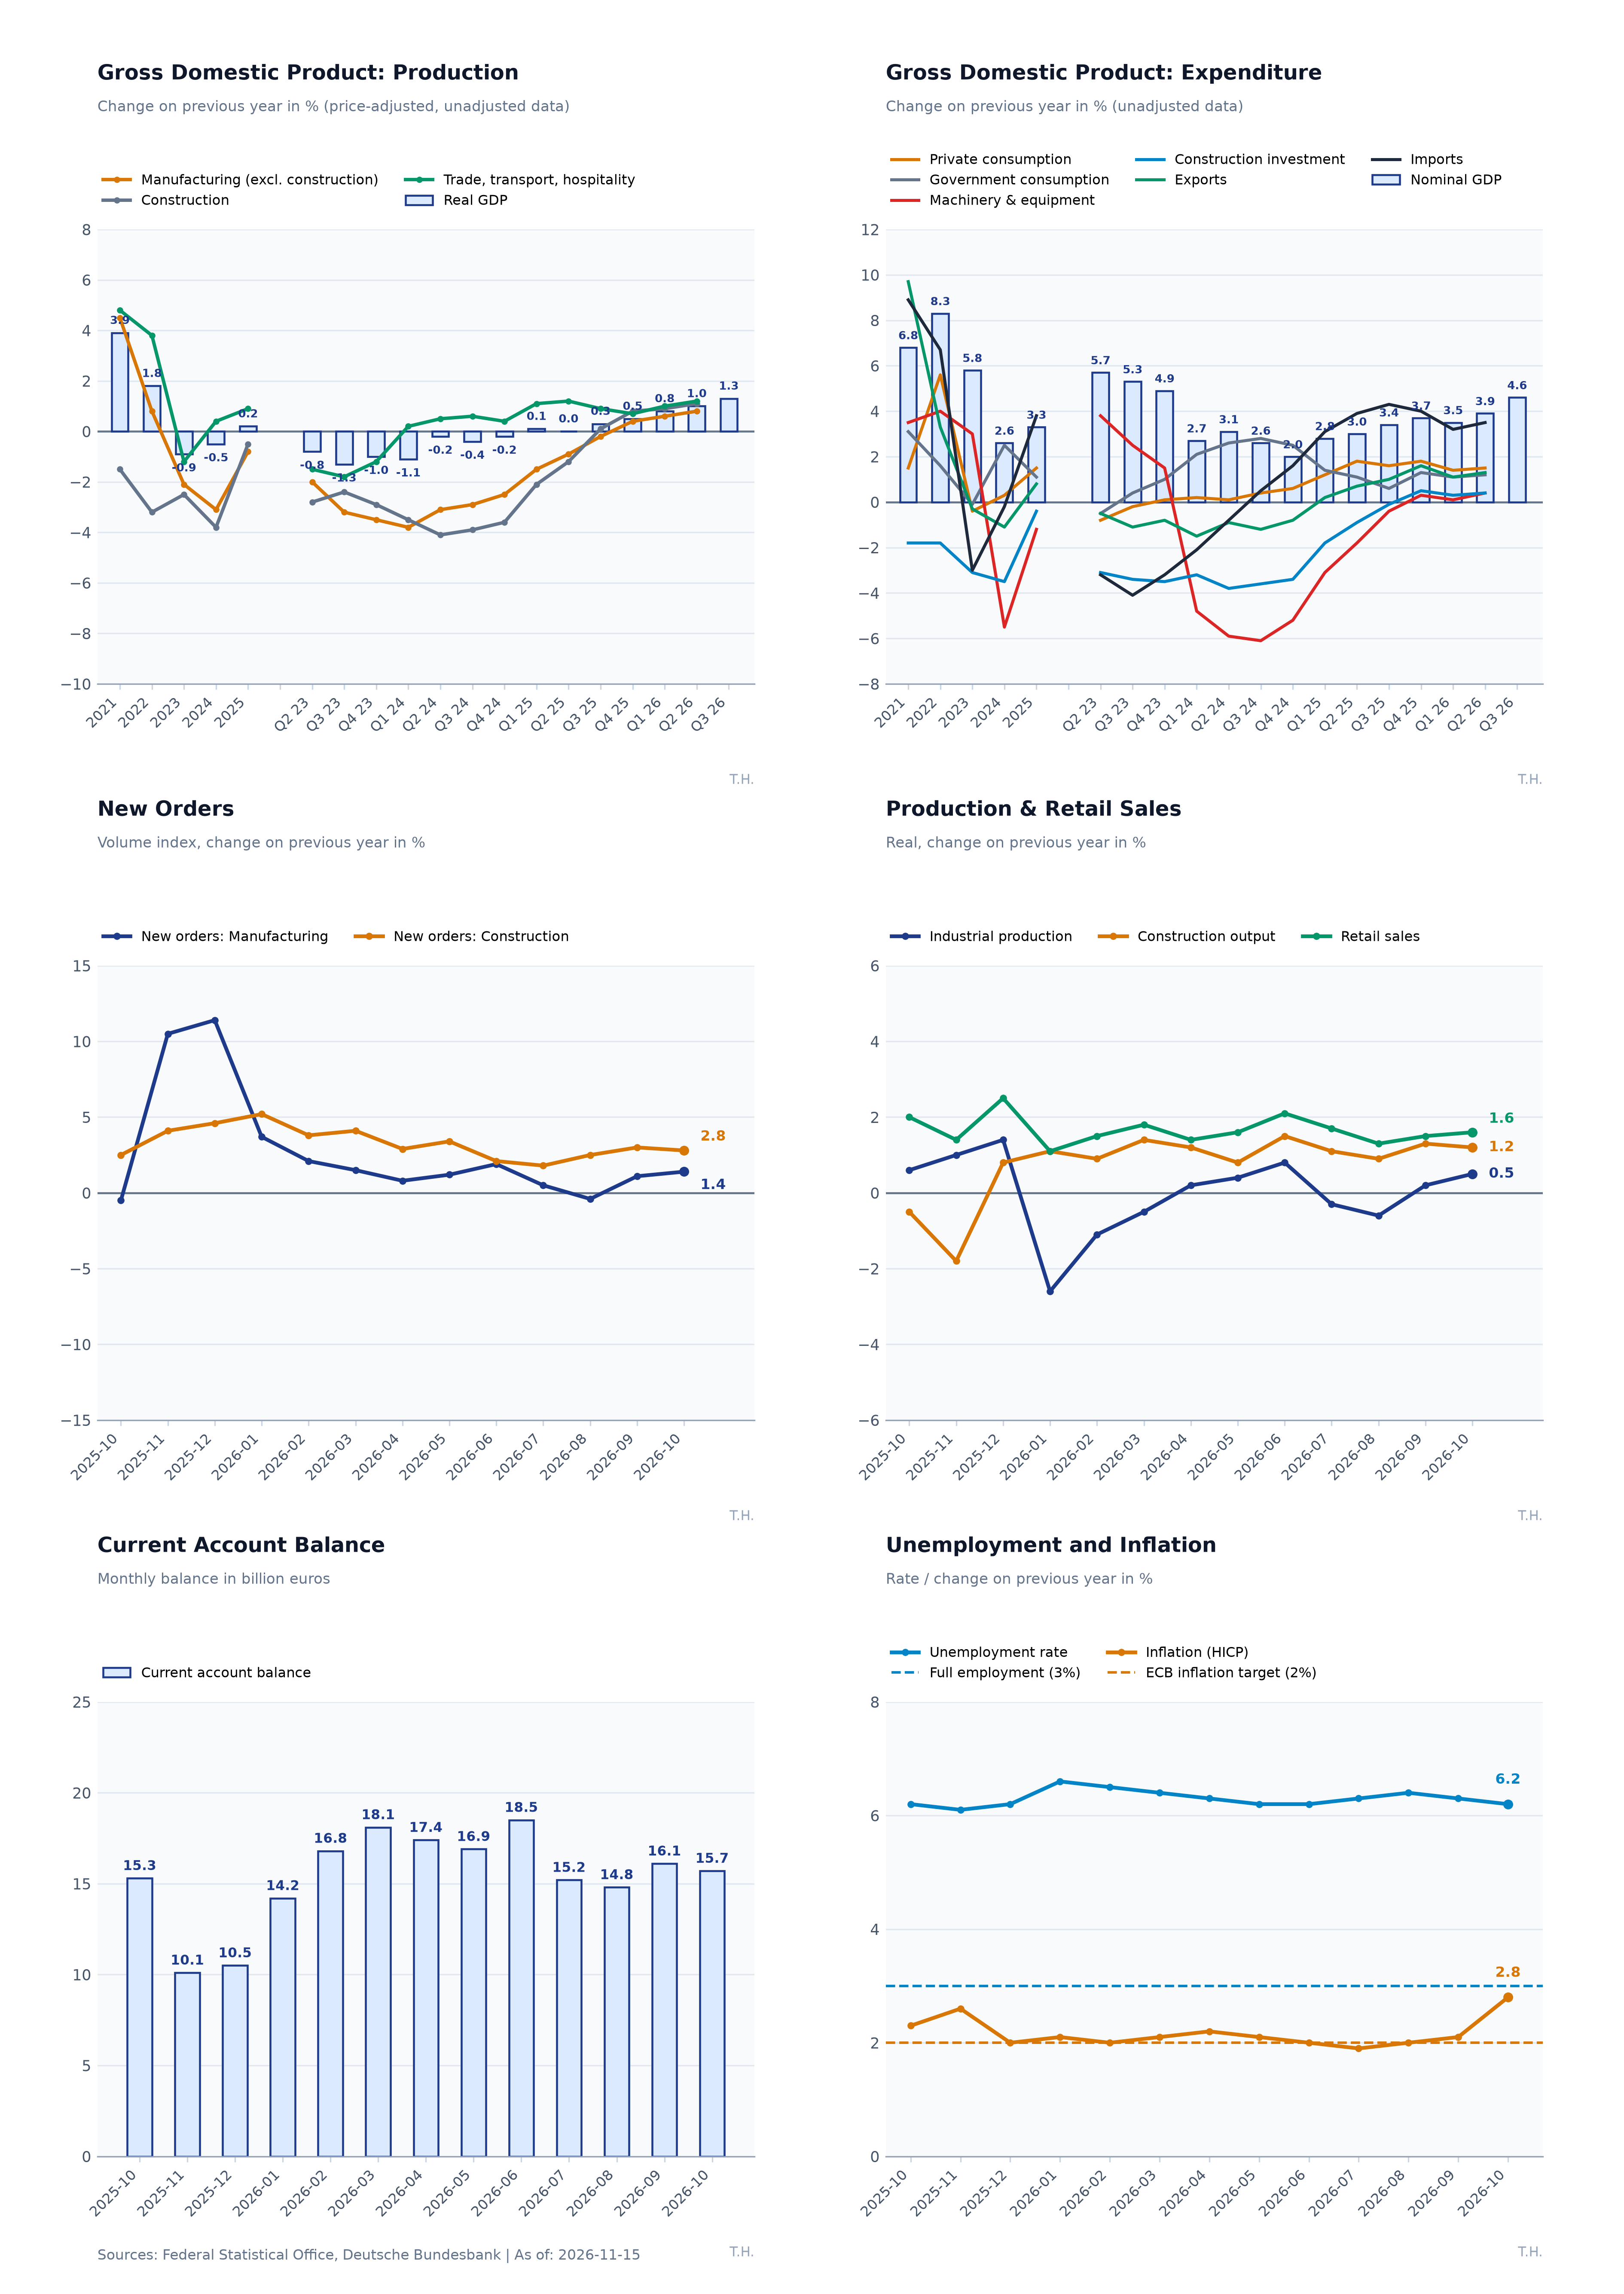 Gross Domestic Product: Production
Change on previous year in % (price-adjusted, unadjusted data)
Manufacturing (excl. construction)
Trade, transport, hospitality
Construction
Real GDP
8
6
4
2
0
−2
−4
−6
−8
−10
3.9
1.8
-0.9
-0.5
0.2
-0.8
-1.3
-1.0
-1.1
-0.2
-0.4
-0.2
0.1
0.0
0.3
0.5
0.8
1.0
1.3
2021
2022
2023
2024
2025
Q2 23
Q3 23
Q4 23
Q1 24
Q2 24
Q3 24
Q4 24
Q1 25
Q2 25
Q3 25
Q4 25
Q1 26
Q2 26
Q3 26
T.H.
Gross Domestic Product: Expenditure
Change on previous year in % (unadjusted data)
Private consumption
Construction investment
Imports
Government consumption
Exports
Nominal GDP
Machinery & equipment
12
10
8
6
4
2
0
−2
−4
−6
−8
6.8
8.3
5.8
2.6
3.3
5.7
5.3
4.9
2.7
3.1
2.6
2.0
2.8
3.0
3.4
3.7
3.5
3.9
4.6
2021
2022
2023
2024
2025
Q2 23
Q3 23
Q4 23
Q1 24
Q2 24
Q3 24
Q4 24
Q1 25
Q2 25
Q3 25
Q4 25
Q1 26
Q2 26
Q3 26
T.H.
New Orders
Volume index, change on previous year in %
New orders: Manufacturing
New orders: Construction
15
10
5
0
−5
−10
−15
2.8
1.4
2025-10
2025-11
2025-12
2026-01
2026-02
2026-03
2026-04
2026-05
2026-06
2026-07
2026-08
2026-09
2026-10
T.H.
Production & Retail Sales
Real, change on previous year in %
Industrial production
Construction output
Retail sales
6
4
2
0
−2
−4
−6
1.6
1.2
0.5
2025-10
2025-11
2025-12
2026-01
2026-02
2026-03
2026-04
2026-05
2026-06
2026-07
2026-08
2026-09
2026-10
T.H.
Current Account Balance
Monthly balance in billion euros
Current account balance
25
20
15
10
5
0
15.3
10.1
10.5
14.2
16.8
18.1
17.4
16.9
18.5
15.2
14.8
16.1
15.7
2025-10
2025-11
2025-12
2026-01
2026-02
2026-03
2026-04
2026-05
2026-06
2026-07
2026-08
2026-09
2026-10
Sources: Federal Statistical Office, Deutsche Bundesbank | As of: 2026-11-15
T.H.
Unemployment and Inflation
Rate / change on previous year in %
Unemployment rate
Inflation (HICP)
Full employment (3%)
ECB inflation target (2%)
8
6
4
2
0
6.2
2.8
2025-10
2025-11
2025-12
2026-01
2026-02
2026-03
2026-04
2026-05
2026-06
2026-07
2026-08
2026-09
2026-10
T.H.